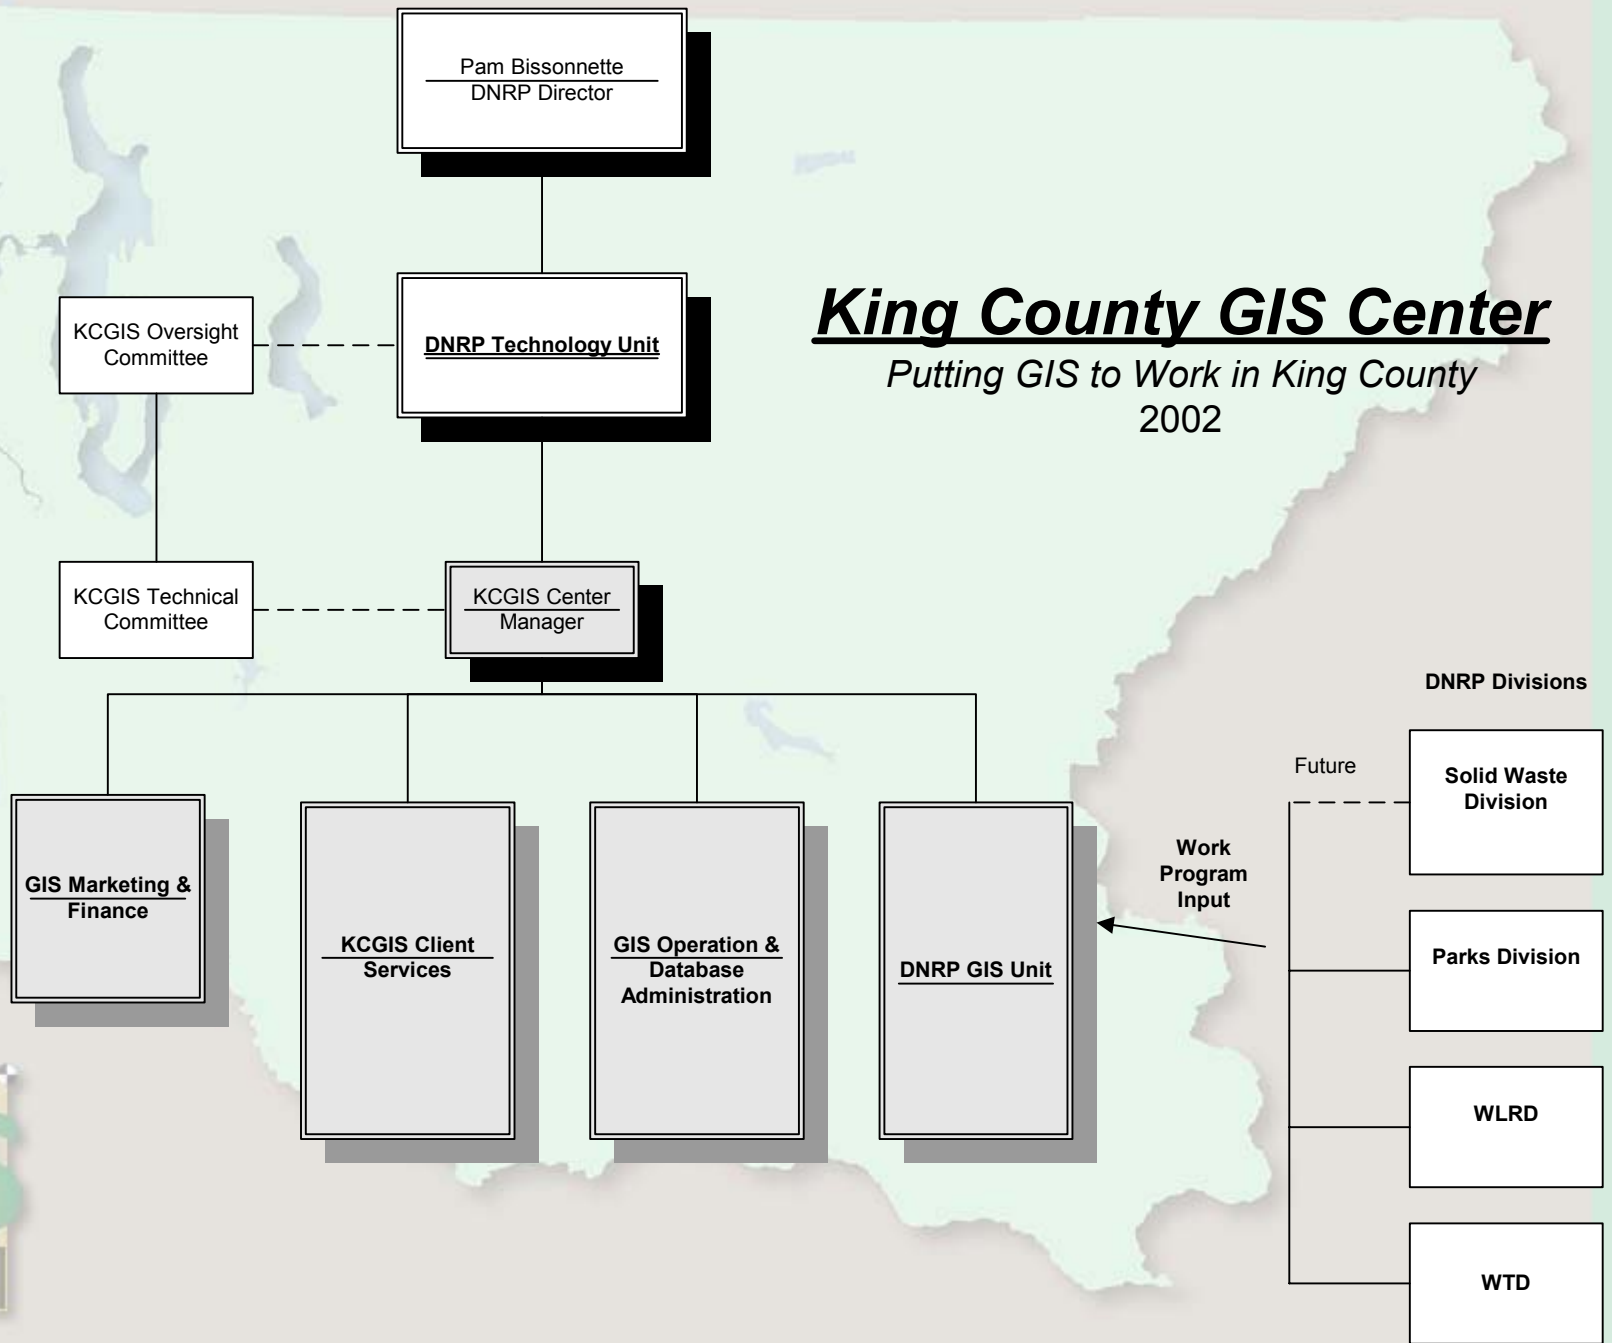 Pam Bissonnette
DNRP Director
King County GIS Center
Putting GIS to Work in King County
2002
KCGIS Oversight
Committee
DNRP Technology Unit
KCGIS Technical
Committee
KCGIS Center
Manager
GIS Marketing &
Finance
KCGIS Client
Services
GIS Operation &
Database
Administration
DNRP GIS Unit
Work
Program
Input
DNRP Divisions
Future
Solid Waste
Division
Parks Division
WLRD
WTD